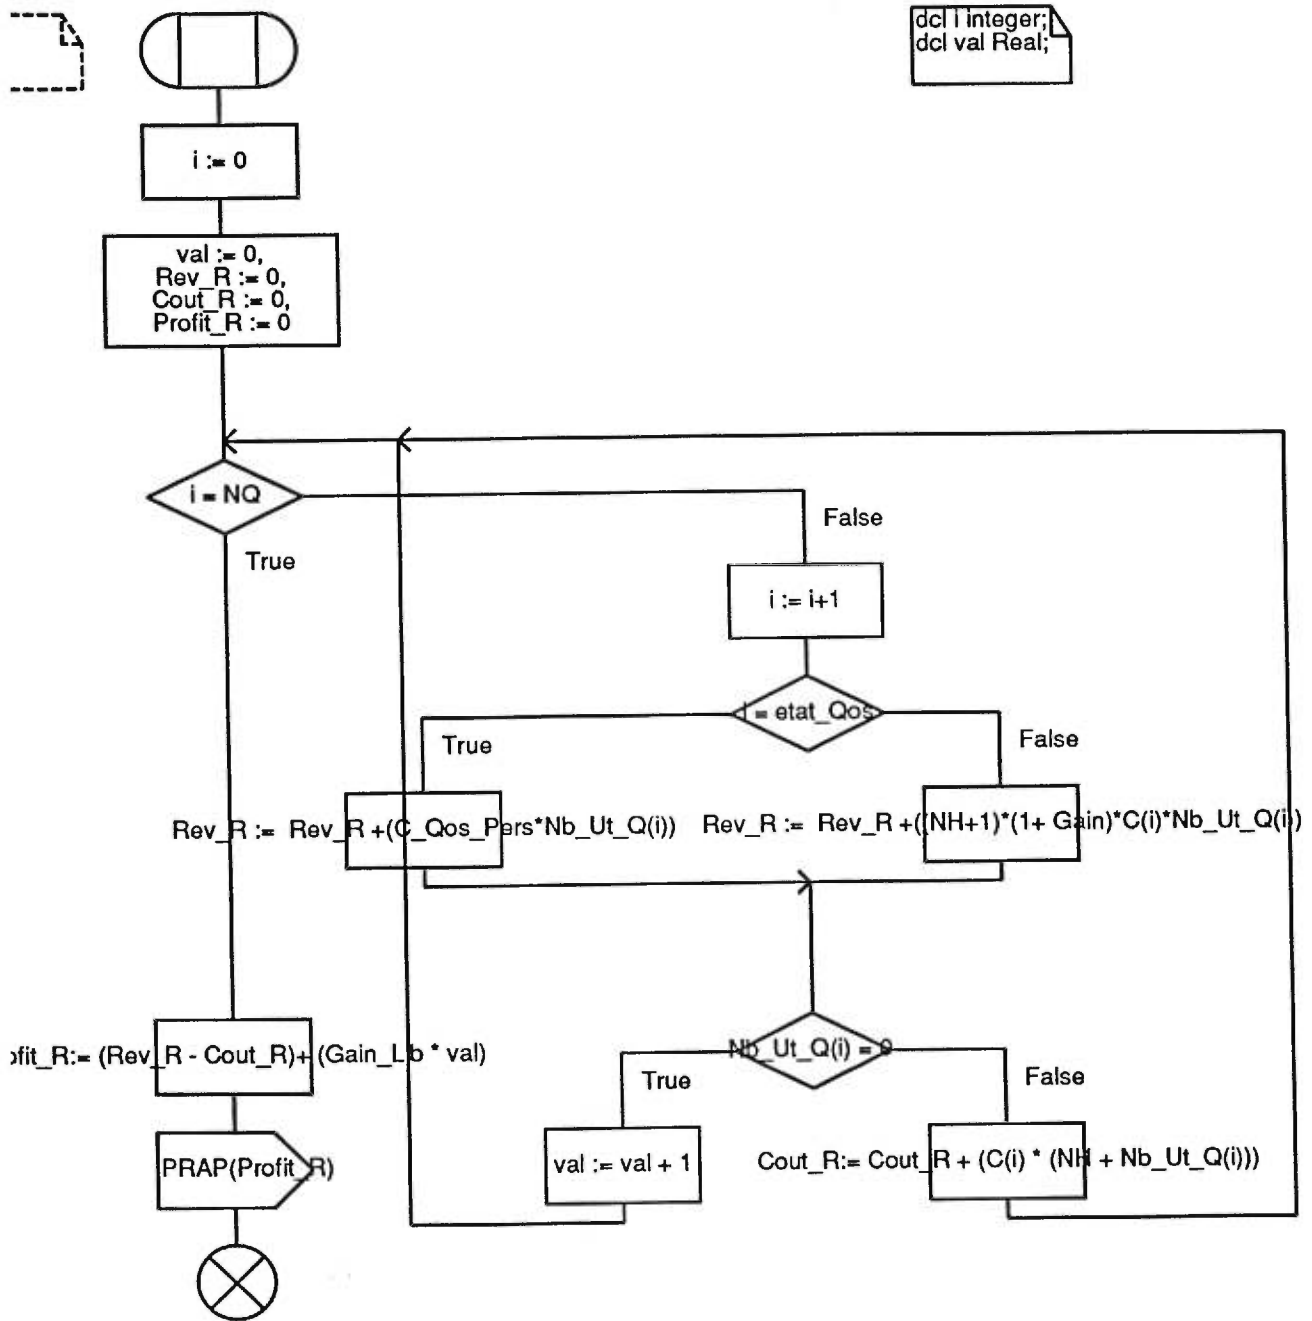 dcl i integer;
dcl val Real;
i := 0
val := 0,
Rev_R := 0,
Cout_R := 0,
Profit_R := 0
i = NQ
False
True
i := i+1
i = etat_Qos
True
False
Rev_R := Rev_R +(C_Qos_Pers*Nb_Ut_Q(i))
Rev_R := Rev_R +((NH+1)*(1+ Gain)*C(i)*Nb_Ut_Q(i)
ofit_R:= (Rev_R - Cout_R)+ (Gain_Lib * val)
Nb_Ut_Q(i) = 0
True
False
PRAP(Profit_R)
val := val + 1
Cout_R:= Cout_R + (C(i) * (NH + Nb_Ut_Q(i)))